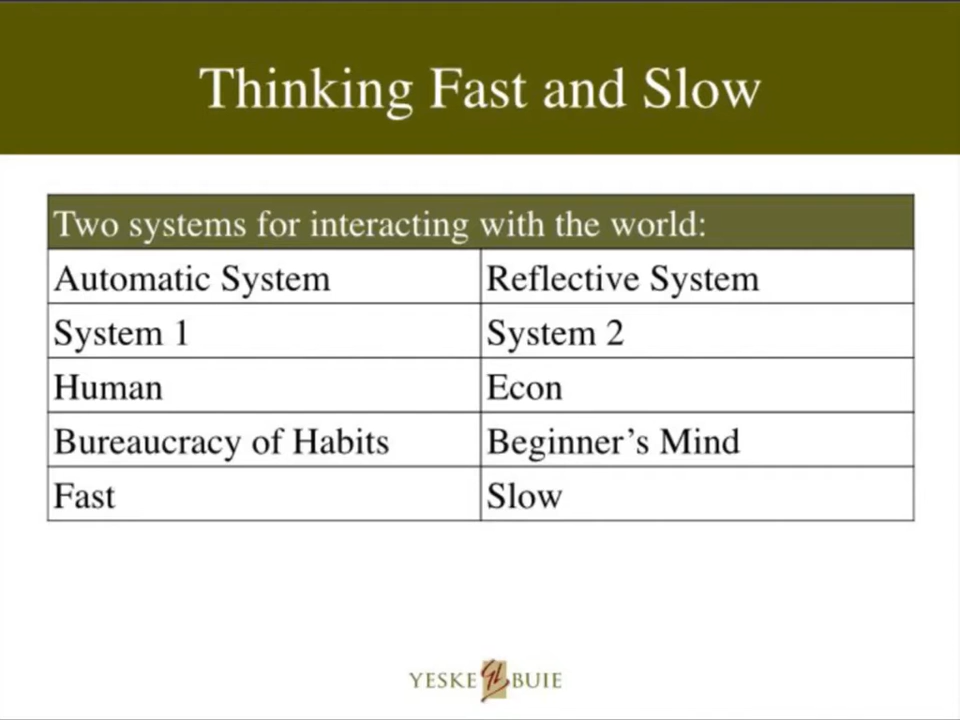 Thinking Fast and Slow
Two systems for interacting with the world:
Automatic System Reflective System
System 1 System 2
Human Econ
Bureaucracy of Habits Beginner’s Mind
Fast Slow
YESKE BUIE